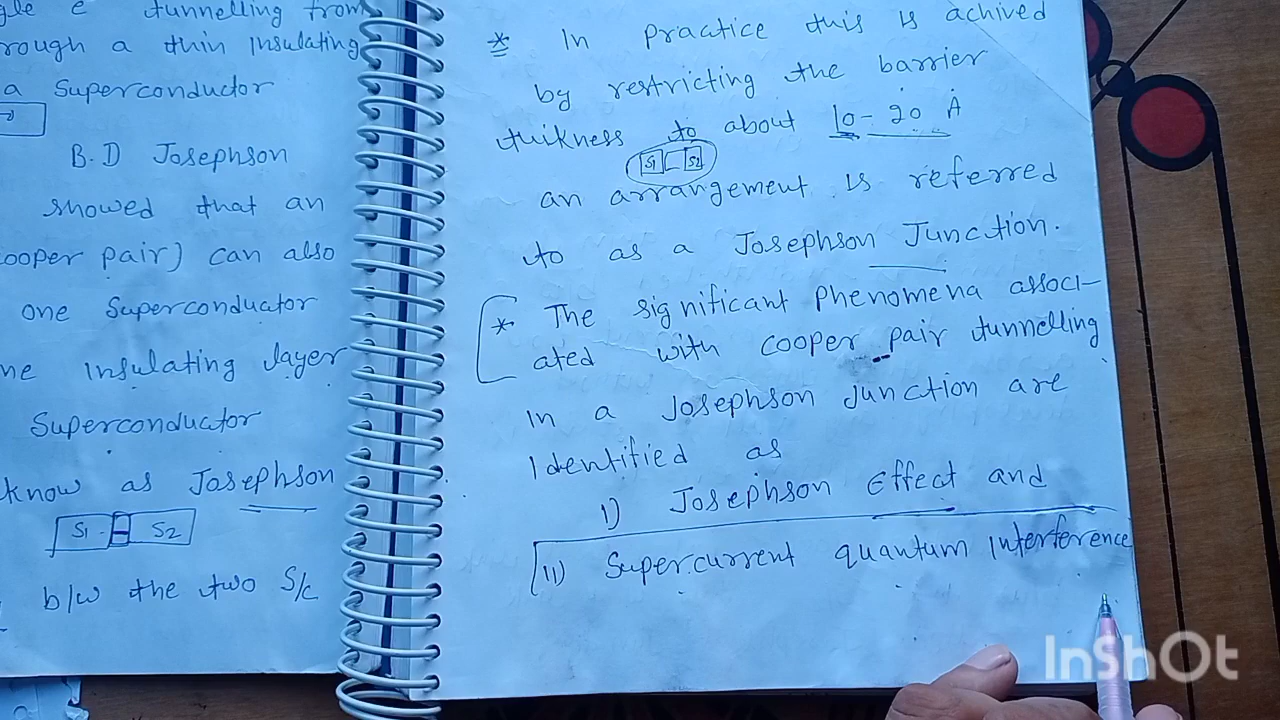 gle e tunnelling from
rough a thin Insulating
a Superconductor
B.D Josephson
showed that an
cooper pair) can also
one Superconductor
ne Insulating layer
Superconductor
know as Josephson
S1 S2
b/w the two S/c
* In practice this is achived
by restricting the barrier
thikness to about 10-20 Å
S1 S2
an arrangement is referred
to as a Josephson Junction.
* The significant Phenomena associ-
ated with cooper pair tunnelling
in a Josephson Junction are
Identified as
i) Josephson Effect and
ii) Supercurrent quantum Interference
InShOt